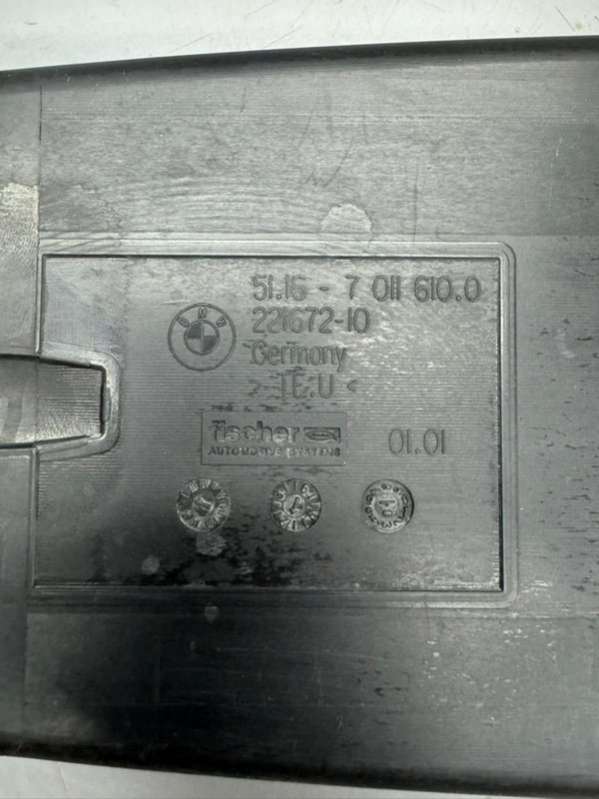 51.16 - 7 011 610.0
221672-10
Germany
fischer
AUTOMOTIVE SYSTEMS
01.01